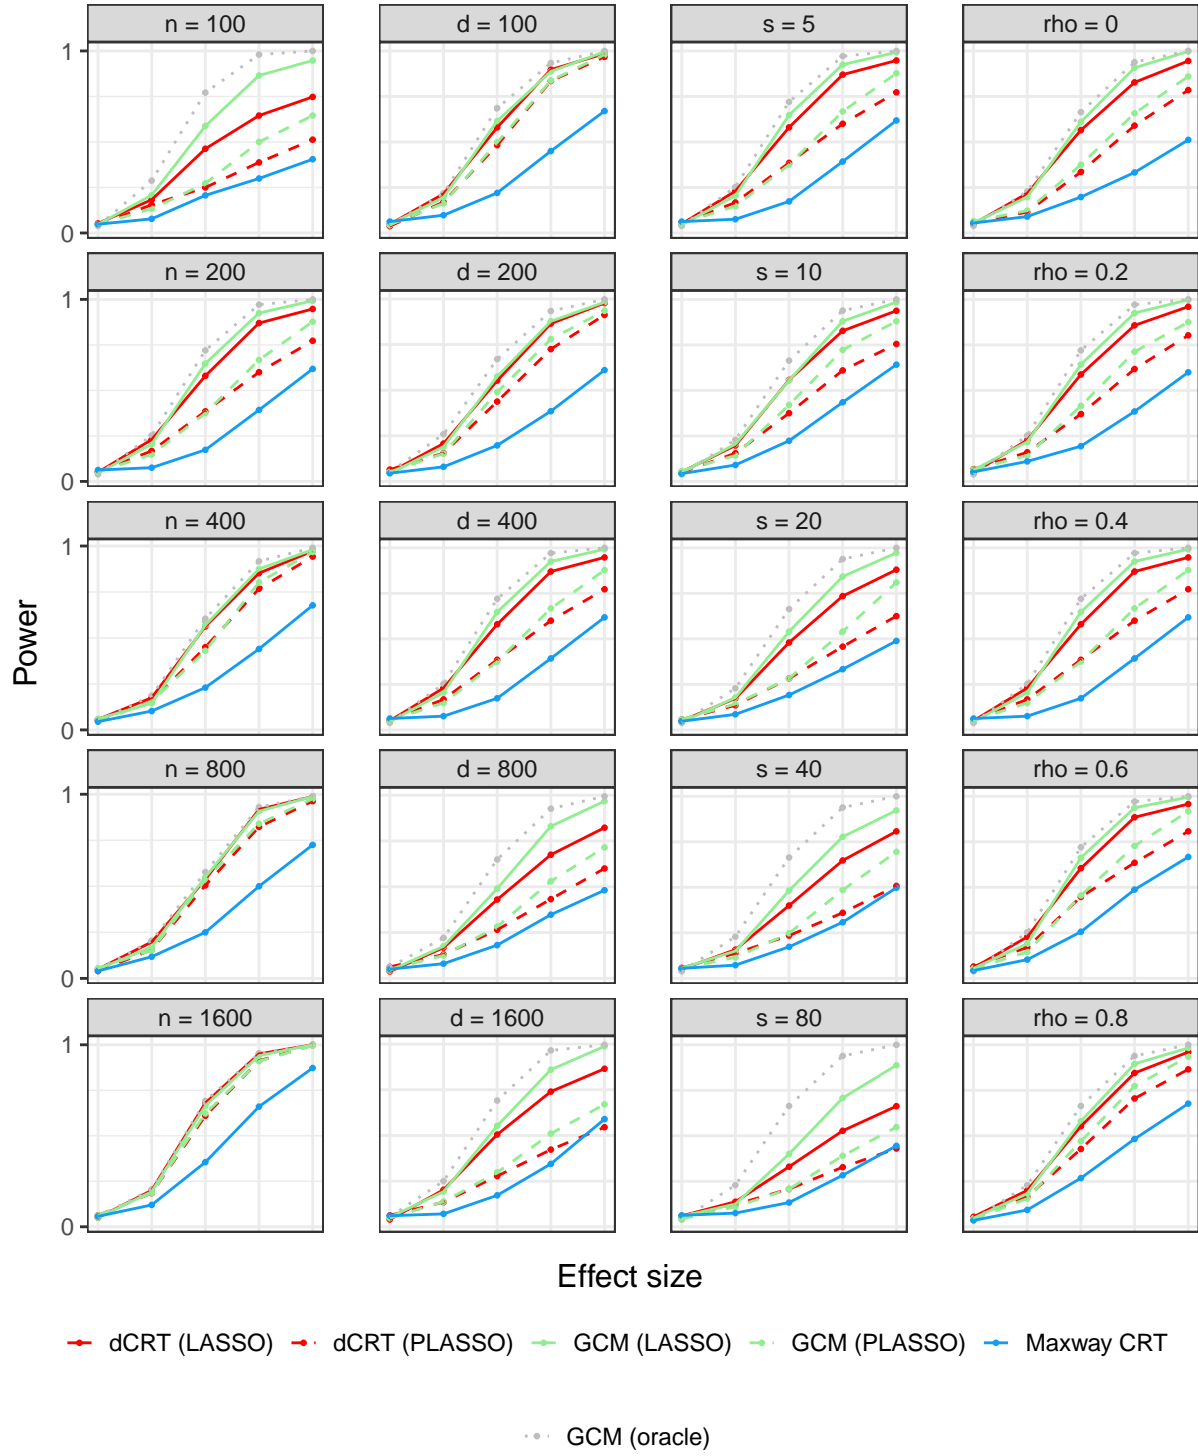 n = 100
d = 100
s = 5
rho = 0
1
0
n = 200
d = 200
s = 10
rho = 0.2
1
0
n = 400
d = 400
s = 20
rho = 0.4
1
0
Power
n = 800
d = 800
s = 40
rho = 0.6
1
0
n = 1600
d = 1600
s = 80
rho = 0.8
1
0
Effect size
dCRT (LASSO) dCRT (PLASSO) GCM (LASSO) GCM (PLASSO) Maxway CRT
GCM (oracle)